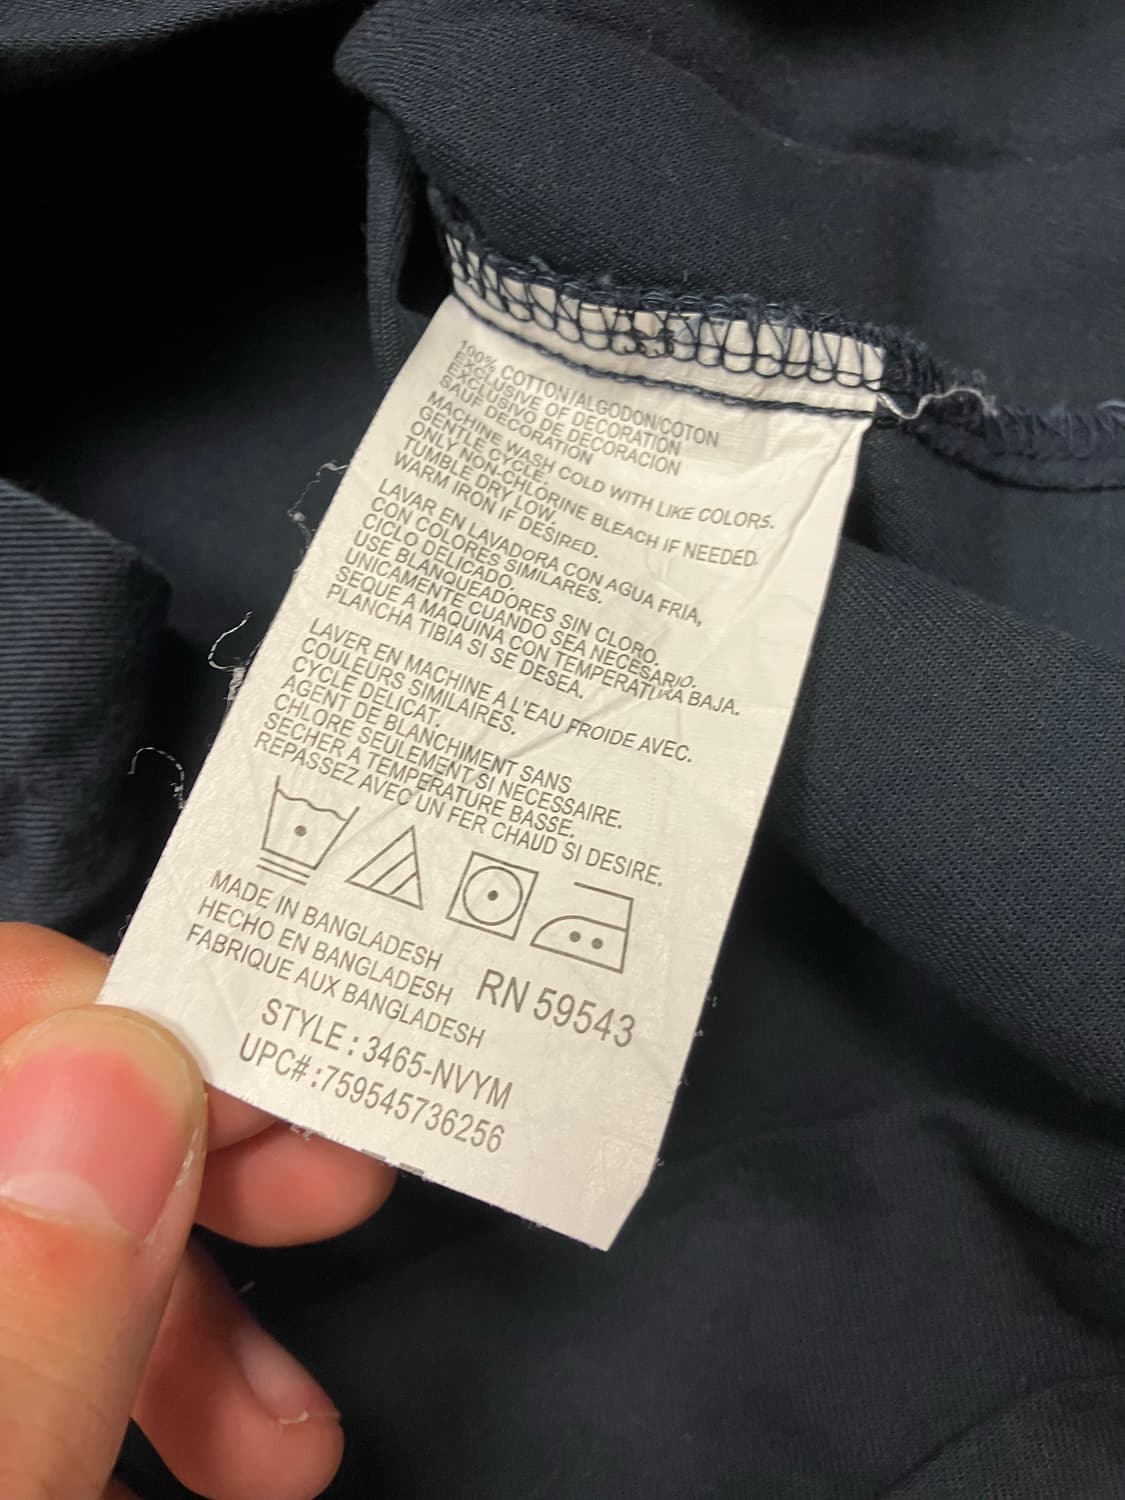 100% COTTON/ALGODON/COTON
EXCLUSIVE OF DECORATION
EXCLUSIVO DE DECORACION
SAUF DECORATION
MACHINE WASH COLD WITH LIKE COLORS.
GENTLE CYCLE.
ONLY NON-CHLORINE BLEACH IF NEEDED.
TUMBLE DRY LOW.
WARM IRON IF DESIRED.
LAVAR EN LAVADORA CON AGUA FRIA,
CON COLORES SIMILARES.
CICLO DELICADO.
USE BLANQUEADORES SIN CLORO.
UNICAMENTE CUANDO SEA NECESARIO.
SEQUE A MAQUINA CON TEMPERATURA BAJA.
PLANCHA TIBIA SI SE DESEA.
LAVER EN MACHINE A L'EAU FROIDE AVEC.
COULEURS SIMILAIRES.
CYCLE DELICAT.
AGENT DE BLANCHIMENT SANS
CHLORE SEULEMENT SI NECESSAIRE.
SECHER A TEMPERATURE BASSE.
REPASSEZ AVEC UN FER CHAUD SI DESIRE.
MADE IN BANGLADESH
HECHO EN BANGLADESH
FABRIQUE AUX BANGLADESH
RN 59543
STYLE : 3465-NVYM
UPC# :759545736256